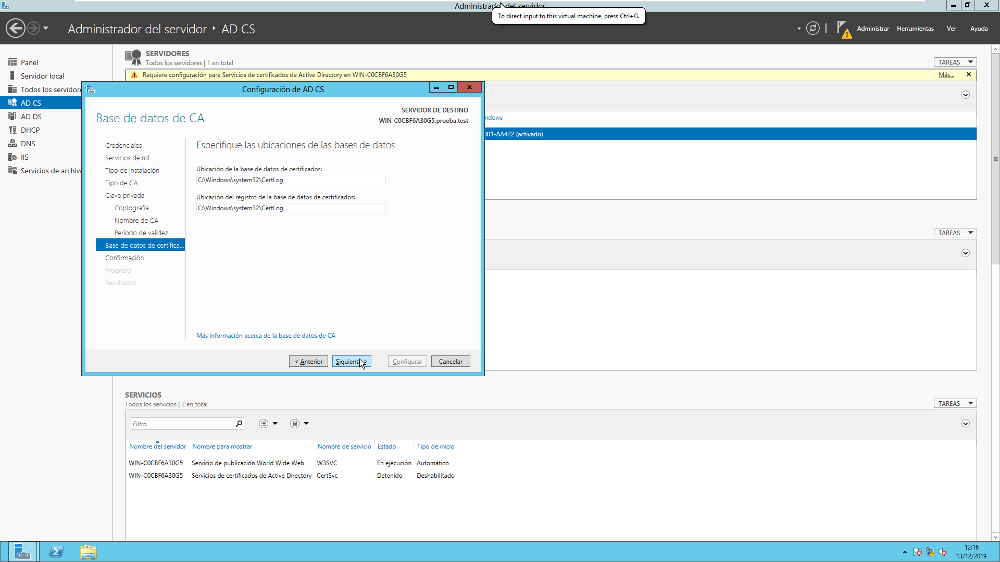 Administrador del servidor
To direct input to this virtual machine, press Ctrl+G.
Administrador del servidor ‣ AD CS
Administrar Herramientas Ver Ayuda
Panel
Servidor local
Todos los servidore
AD CS
AD DS
DHCP
DNS
IIS
Servicios de archiv
SERVIDORES
Todos los servidores | 1 en total
TAREAS
Requiere configuración para Servicios de certificados de Active Directory en WIN-C0CBF6A30G5
Más...
ndows
001-AA422 (activado)
Configuración de AD CS
Base de datos de CA
SERVIDOR DE DESTINO
WIN-C0CBF6A30G5.prueba.test
Credenciales
Servicios de rol
Tipo de instalación
Tipo de CA
Clave privada
Criptografía
Nombre de CA
Período de validez
Base de datos de certifica...
Confirmación
Progreso
Resultados
Especifique las ubicaciones de las bases de datos
Ubicación de la base de datos de certificados:
C:\Windows\system32\CertLog
Ubicación del registro de la base de datos de certificados:
C:\Windows\system32\CertLog
Más información acerca de la base de datos de CA
< Anterior
Siguiente >
Configurar
Cancelar
TAREAS
SERVICIOS
Todos los servicios | 2 en total
TAREAS
Filtro
Nombre del servidor Nombre para mostrar Nombre de servicio Estado Tipo de inicio
WIN-C0CBF6A30G5 Servicio de publicación World Wide Web W3SVC En ejecución Automático
WIN-C0CBF6A30G5 Servicios de certificados de Active Directory CertSvc Detenido Deshabilitado
12:16
13/12/2019